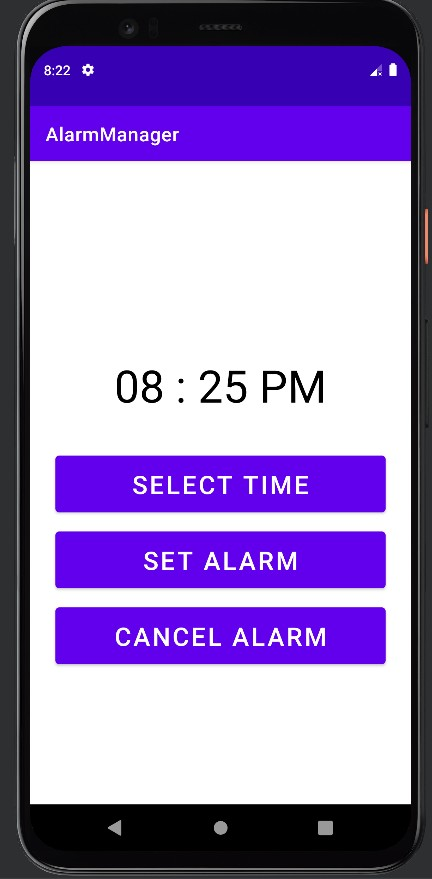 8:22
AlarmManager
08 : 25 PM
SELECT TIME
SET ALARM
CANCEL ALARM